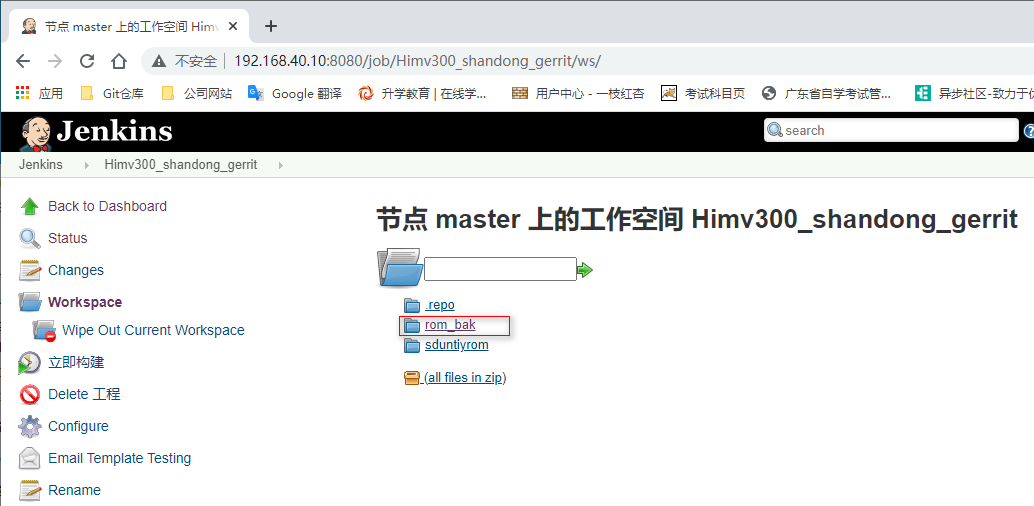 节点 master 上的工作空间 Himv
不安全 192.168.40.10:8080/job/Himv300_shandong_gerrit/ws/
应用 Git仓库 公司网站 Google 翻译 升学教育 | 在线学... 用户中心 - 一枝红杏 考试科目页 广东省自学考试管... 异步社区-致力于优
Jenkins search
Jenkins Himv300_shandong_gerrit
Back to Dashboard
Status
Changes
Workspace
Wipe Out Current Workspace
立即构建
Delete 工程
Configure
Email Template Testing
Rename
节点 master 上的工作空间 Himv300_shandong_gerrit
.repo
rom_bak
sduntiyrom
(all files in zip)